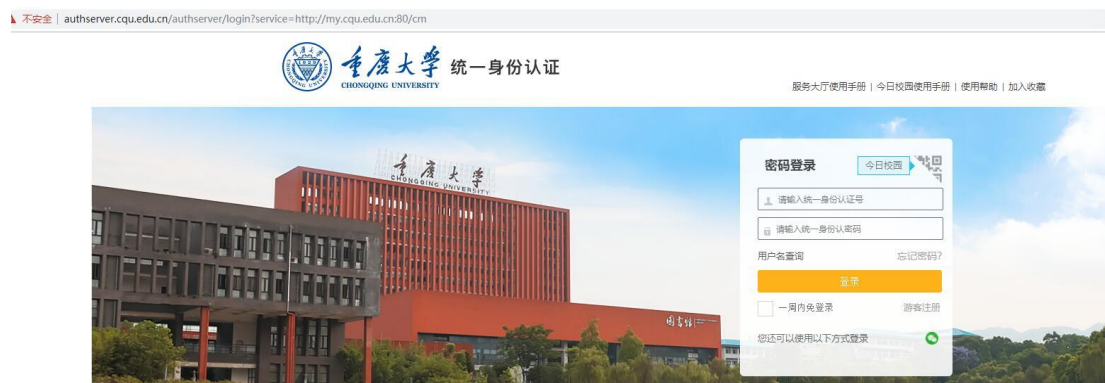 不安全 | authserver.cqu.edu.cn/authserver/login?service=http://my.cqu.edu.cn:80/cm
重庆大学 统一身份认证
CHONGQING UNIVERSITY
服务大厅使用手册 | 今日校园使用手册 | 使用帮助 | 加入收藏
重庆大学
CHONGQING UNIVERSITY
图书馆
密码登录 今日校园
请输入统一身份认证号
请输入统一身份认密码
用户名查询 忘记密码?
登录
一周内免登录 游客注册
您还可以使用以下方式登录